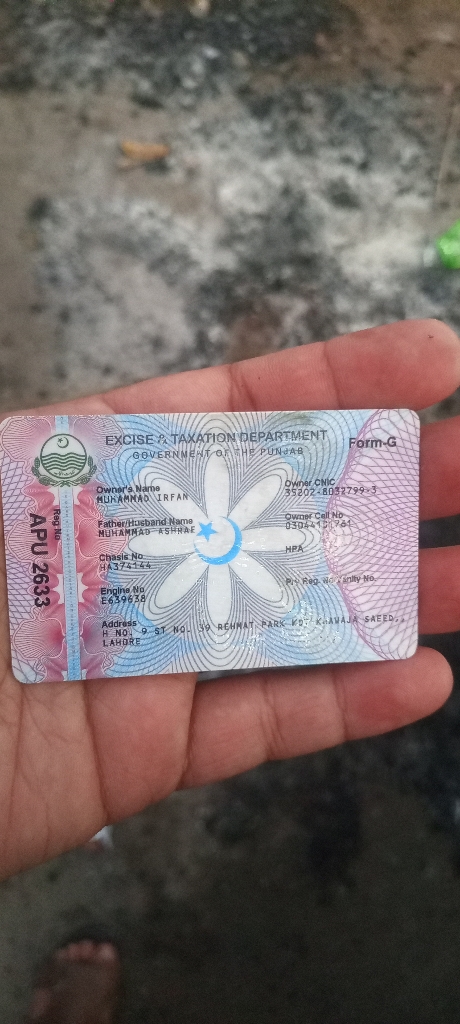 EXCISE & TAXATION DEPARTMENT
GOVERNMENT OF THE PUNJAB
Form-G
Reg No
APU 2633
Owner's Name
MUHAMMAD IRFAN
Owner CNIC
35202-8032799-3
Father/Husband Name
MUHAMMAD ASHRAF
Owner Cell No
Chasis No
HA374144
HPA
Engine No
E639638
Reg. No
Address
H NO. 9 ST NO. 39 REHMAT PARK SAEED,,
LAHORE